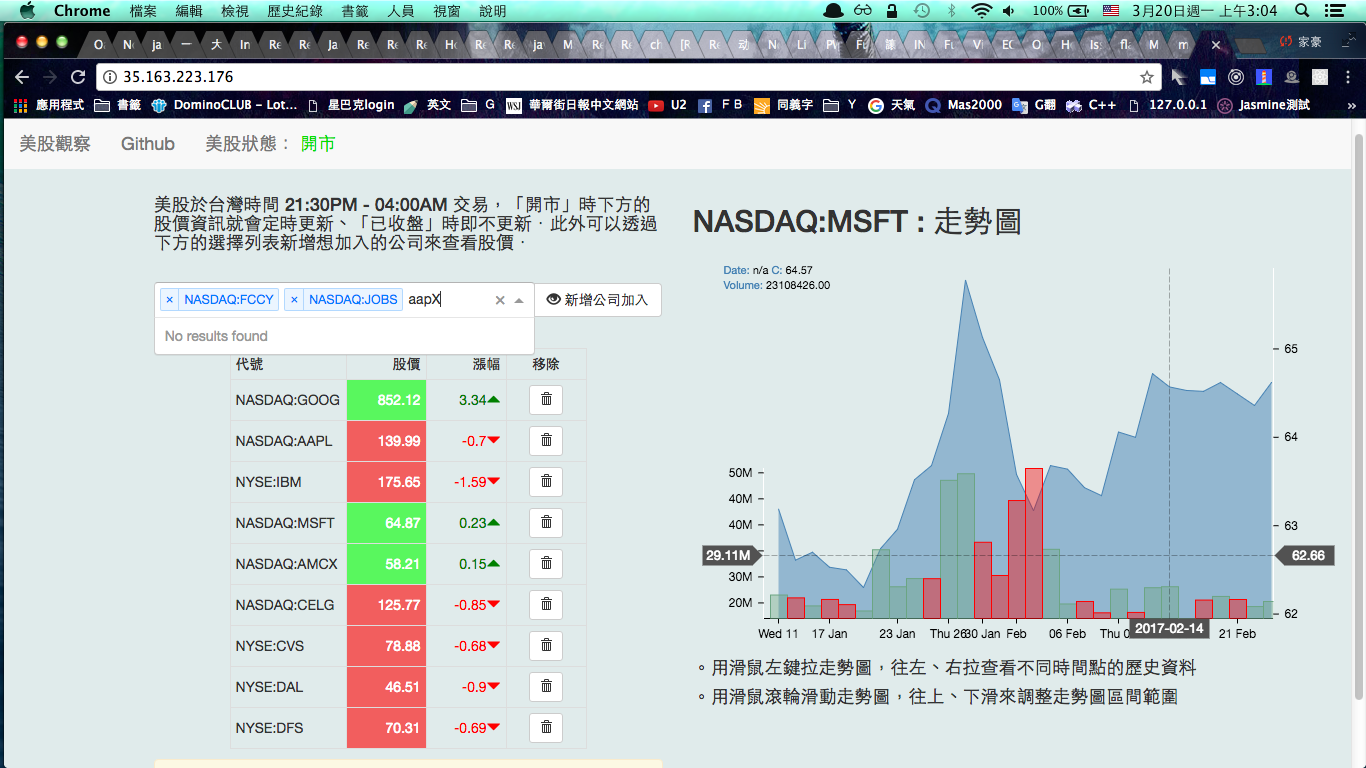 Chrome 檔案 編輯 檢視 歷史紀錄 書籤 人員 視窗 說明 100% 3月20日週一 上午3:04
家豪
35.163.223.176
應用程式 書籤 DominoCLUB – Lot... 星巴克login 英文 G 華爾街日報中文網站 U2 F B 同義字 Y 天氣 Mas2000 G翻 C++ 127.0.0.1 Jasmine測試 »
美股觀察 Github 美股狀態： 開市
美股於台灣時間 21:30PM - 04:00AM 交易，「開市」時下方的
股價資訊就會定時更新、「已收盤」時即不更新．此外可以透過
下方的選擇列表新增想加入的公司來查看股價．
× NASDAQ:FCCY × NASDAQ:JOBS aapX × 新增公司加入
No results found
代號 股價 漲幅 移除
NASDAQ:GOOG 852.12 3.34
NASDAQ:AAPL 139.99 -0.7
NYSE:IBM 175.65 -1.59
NASDAQ:MSFT 64.87 0.23
NASDAQ:AMCX 58.21 0.15
NASDAQ:CELG 125.77 -0.85
NYSE:CVS 78.88 -0.68
NYSE:DAL 46.51 -0.9
NYSE:DFS 70.31 -0.69
NASDAQ:MSFT : 走勢圖
Date: n/a C: 64.57
Volume: 23108426.00
65
64
63
62.66
62
50M
40M
40M
29.11M
30M
20M
Wed 11 17 Jan 23 Jan Thu 26 30 Jan Feb 06 Feb Thu 2017-02-14 21 Feb
。用滑鼠左鍵拉走勢圖，往左、右拉查看不同時間點的歷史資料
。用滑鼠滾輪滑動走勢圖，往上、下滑來調整走勢圖區間範圍